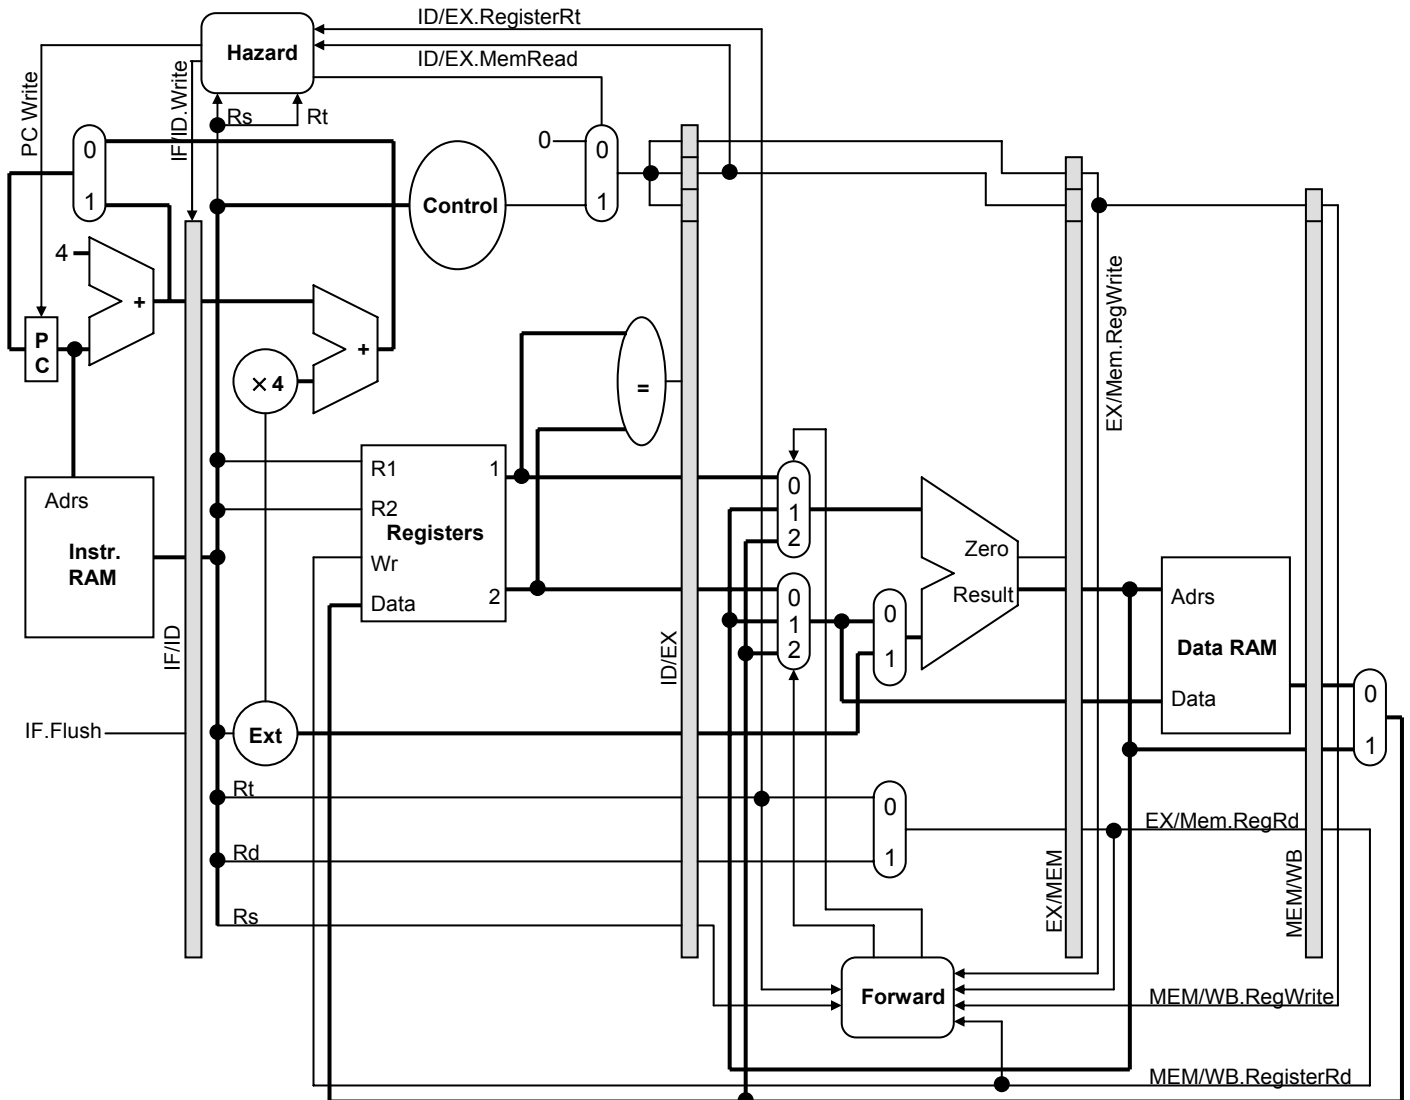 ID/EX.RegisterRt
Hazard
ID/EX.MemRead
PC Write
IF/ID.Write
Rs
Rt
0
1
0
0
1
Control
4
+
P
C
+
× 4
=
EX/Mem.RegWrite
Adrs
Instr.
RAM
R1
R2
Registers
Wr
Data
1
2
0
1
2
0
1
2
0
1
Zero
Result
Adrs
Data RAM
Data
0
1
IF/ID
ID/EX
IF.Flush
Ext
Rt
Rd
Rs
0
1
EX/Mem.RegRd
EX/MEM
MEM/WB
Forward
MEM/WB.RegWrite
MEM/WB.RegisterRd